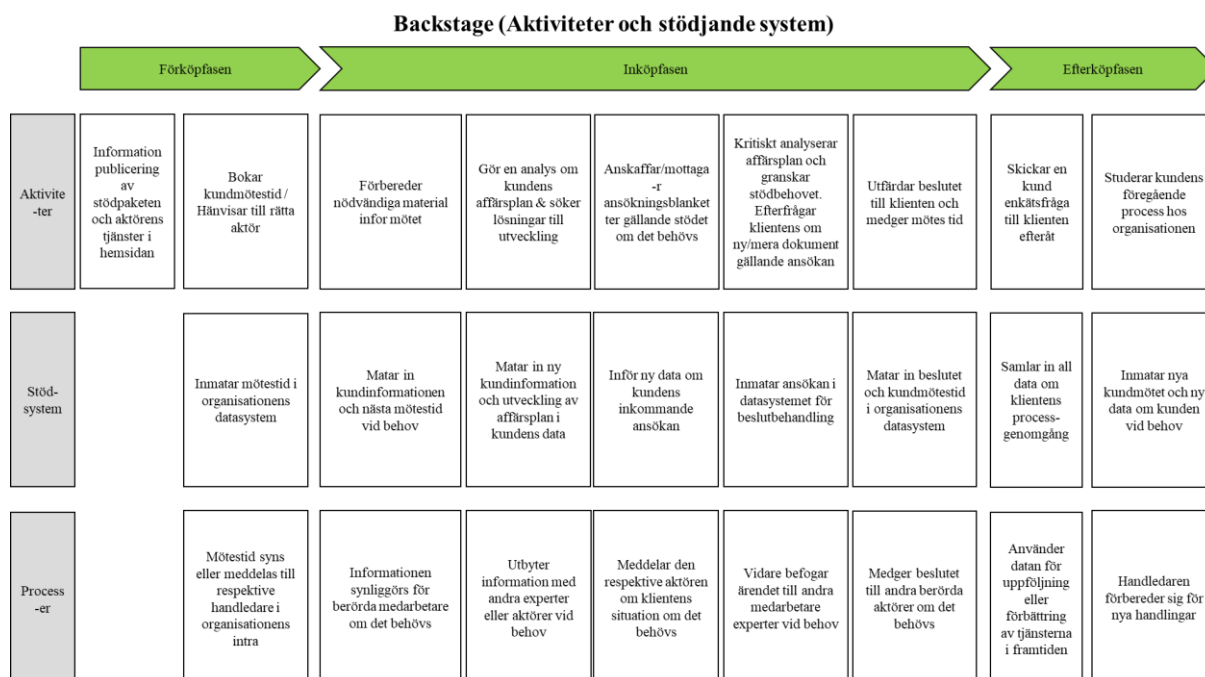 Backstage (Aktiviteter och stödjande system)
Förköpfasen
Inköpfasen
Efterköpfasen
Aktivite
-ter
Information
publicering
av
stödpaketen
och aktörens
tjänster i
hemsidan
Bokar
kundmötestid /
Hänvisar till rätta
aktör
Förbereder
nödvändiga material
infor mötet
Gör en analys om
kundens
affärsplan & söker
lösningar till
utveckling
Anskaffar/mottaga
-r
ansökningsblanket
ter gällande stödet
om det behövs
Kritiskt analyserar
affärsplan och
granskar
stödbehovet.
Efterfrågar
klientens om
ny/mera dokument
gällande ansökan
Utfärdar beslutet
till klienten och
medger mötes tid
Skickar en
kund
enkätsfråga
till klienten
efteråt
Studerar kundens
föregående
process hos
organisationen
Stöd-
system
Inmatar mötestid i
organisationens
datasystem
Matar in
kundinformationen
och nästa mötestid
vid behov
Matar in ny
kundinformation
och utveckling av
affärsplan i
kundens data
Inför ny data om
kundens
inkommande
ansökan
Inmatar ansökan i
datasystemet för
beslutbehandling
Matar in beslutet
och kundmötestid
i organisationens
datasystem
Samlar in all
data om
klientens
process-
genomgång
Inmatar nya
kundmötet och ny
data om kunden
vid behov
Process
-er
Mötestid syns
eller meddelas till
respektive
handledare i
organisationens
intra
Informationen
synliggörs för
berörda medarbetare
om det behövs
Utbyter
information med
andra experter
eller aktörer vid
behov
Meddelar den
respektive aktören
om klientens
situation om det
behövs
Vidare befogar
ärendet till andra
medarbetare
experter vid behov
Medger beslutet
till andra berörda
aktörer om det
behövs
Använder
datan för
uppföljning
eller
förbättring
av tjänsterna
i framtiden
Handledaren
förbereder sig för
nya handlingar